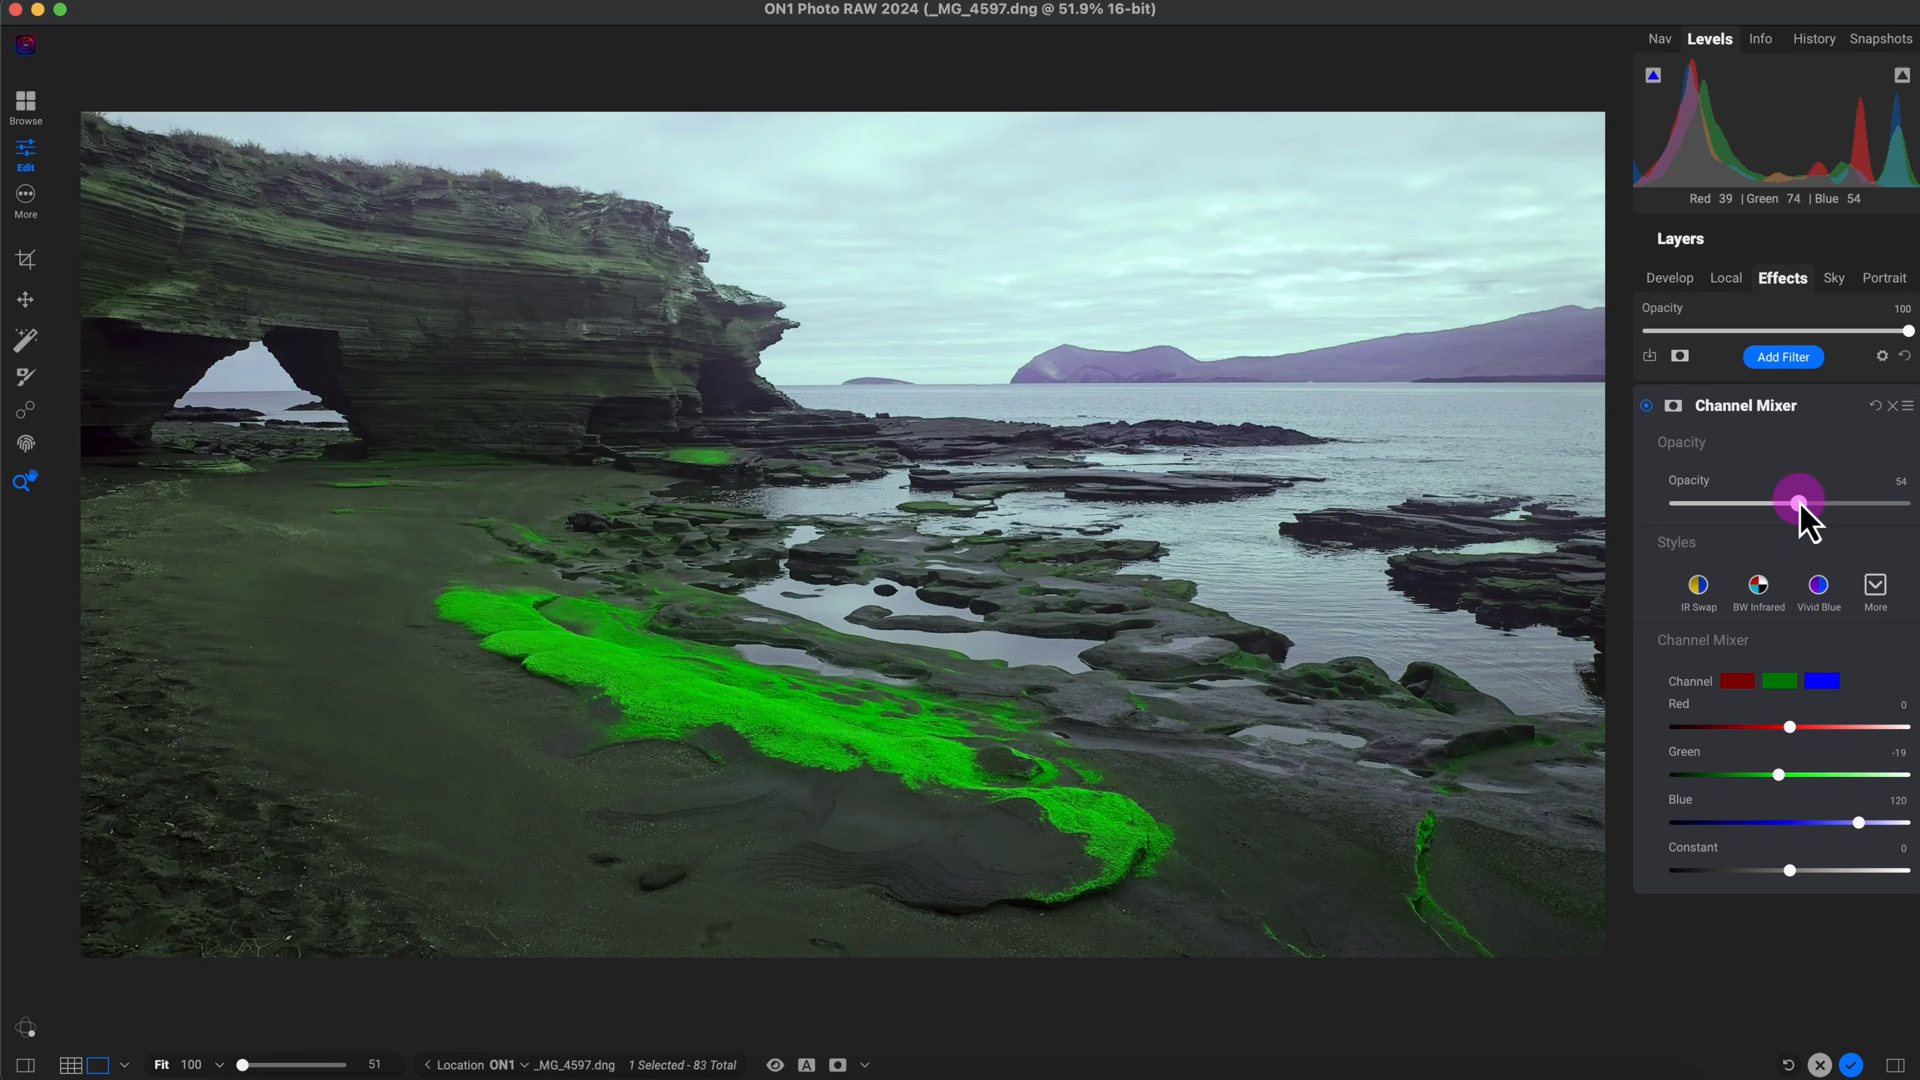 ON1 Photo RAW 2024 (_MG_4597.dng @ 51.9% 16-bit)
Nav Levels Info History Snapshots
Browse
Edit
More
Red 39 | Green 74 | Blue 54
Layers
Develop Local Effects Sky Portrait
Opacity 100
Add Filter
Channel Mixer
Opacity
Opacity 54
Styles
IR Swap BW Infrared Vivid Blue More
Channel Mixer
Channel
Red 0
Green -19
Blue 120
Constant 0
Fit 100 51 Location ON1 _MG_4597.dng 1 Selected - 83 Total A